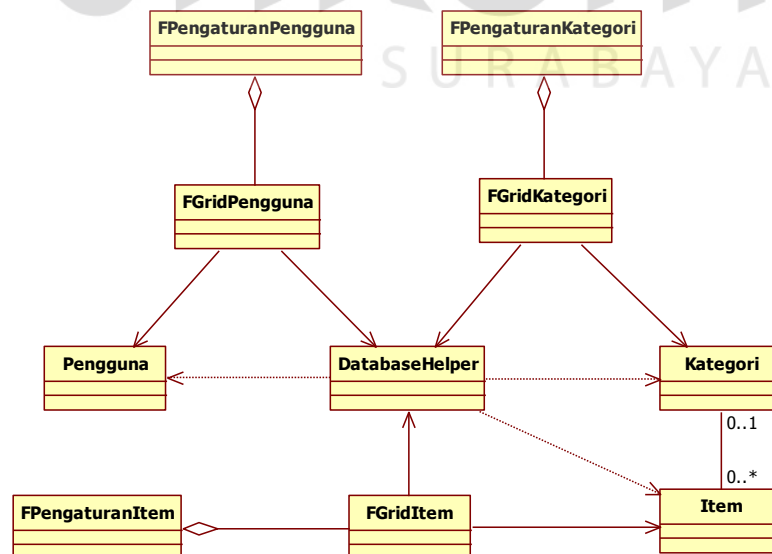 FPengaturanPengguna
FPengaturanKategori
SURABAYA
FGridPengguna
FGridKategori
Pengguna
DatabaseHelper
Kategori
0..1
0..*
FPengaturanItem
FGridItem
Item